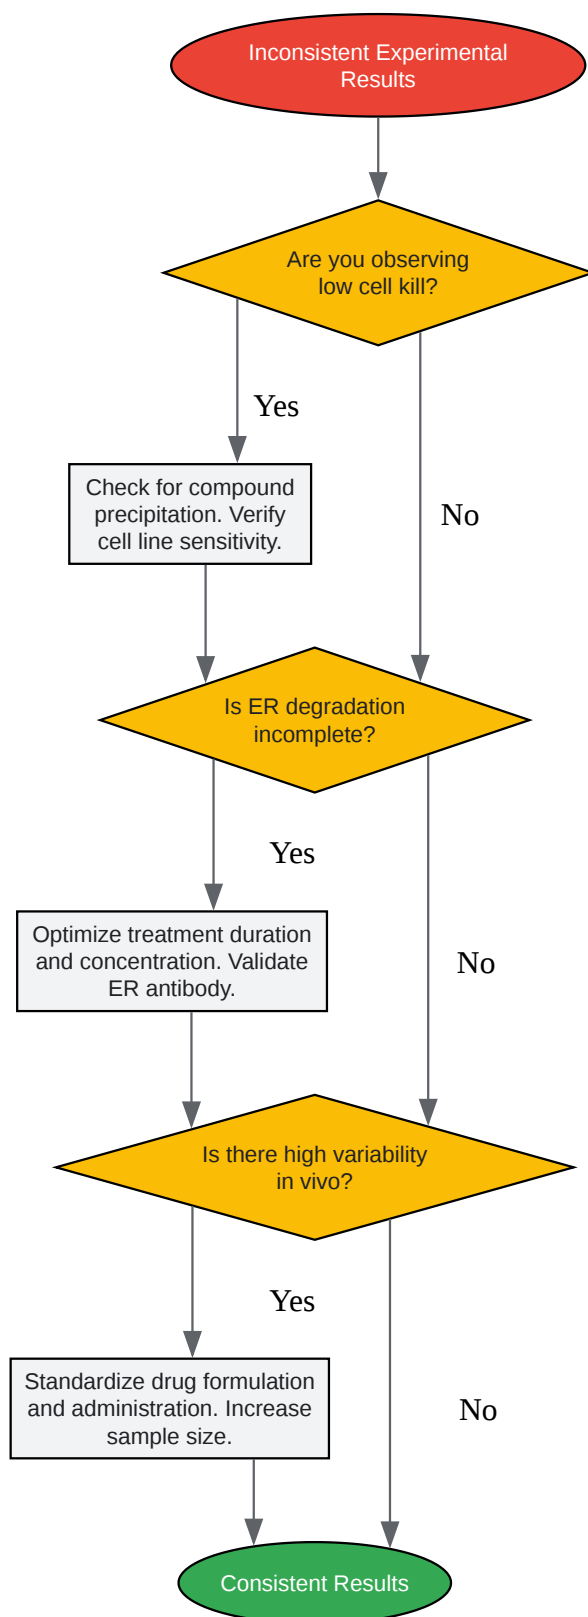 Inconsistent Experimental
Results
Are you observing
low cell kill?
Yes
Check for compound
precipitation. Verify
cell line sensitivity.
No
Is ER degradation
incomplete?
Yes
Optimize treatment duration
and concentration. Validate
ER antibody.
No
Is there high variability
in vivo?
Yes
Standardize drug formulation
and administration. Increase
sample size.
No
Consistent Results